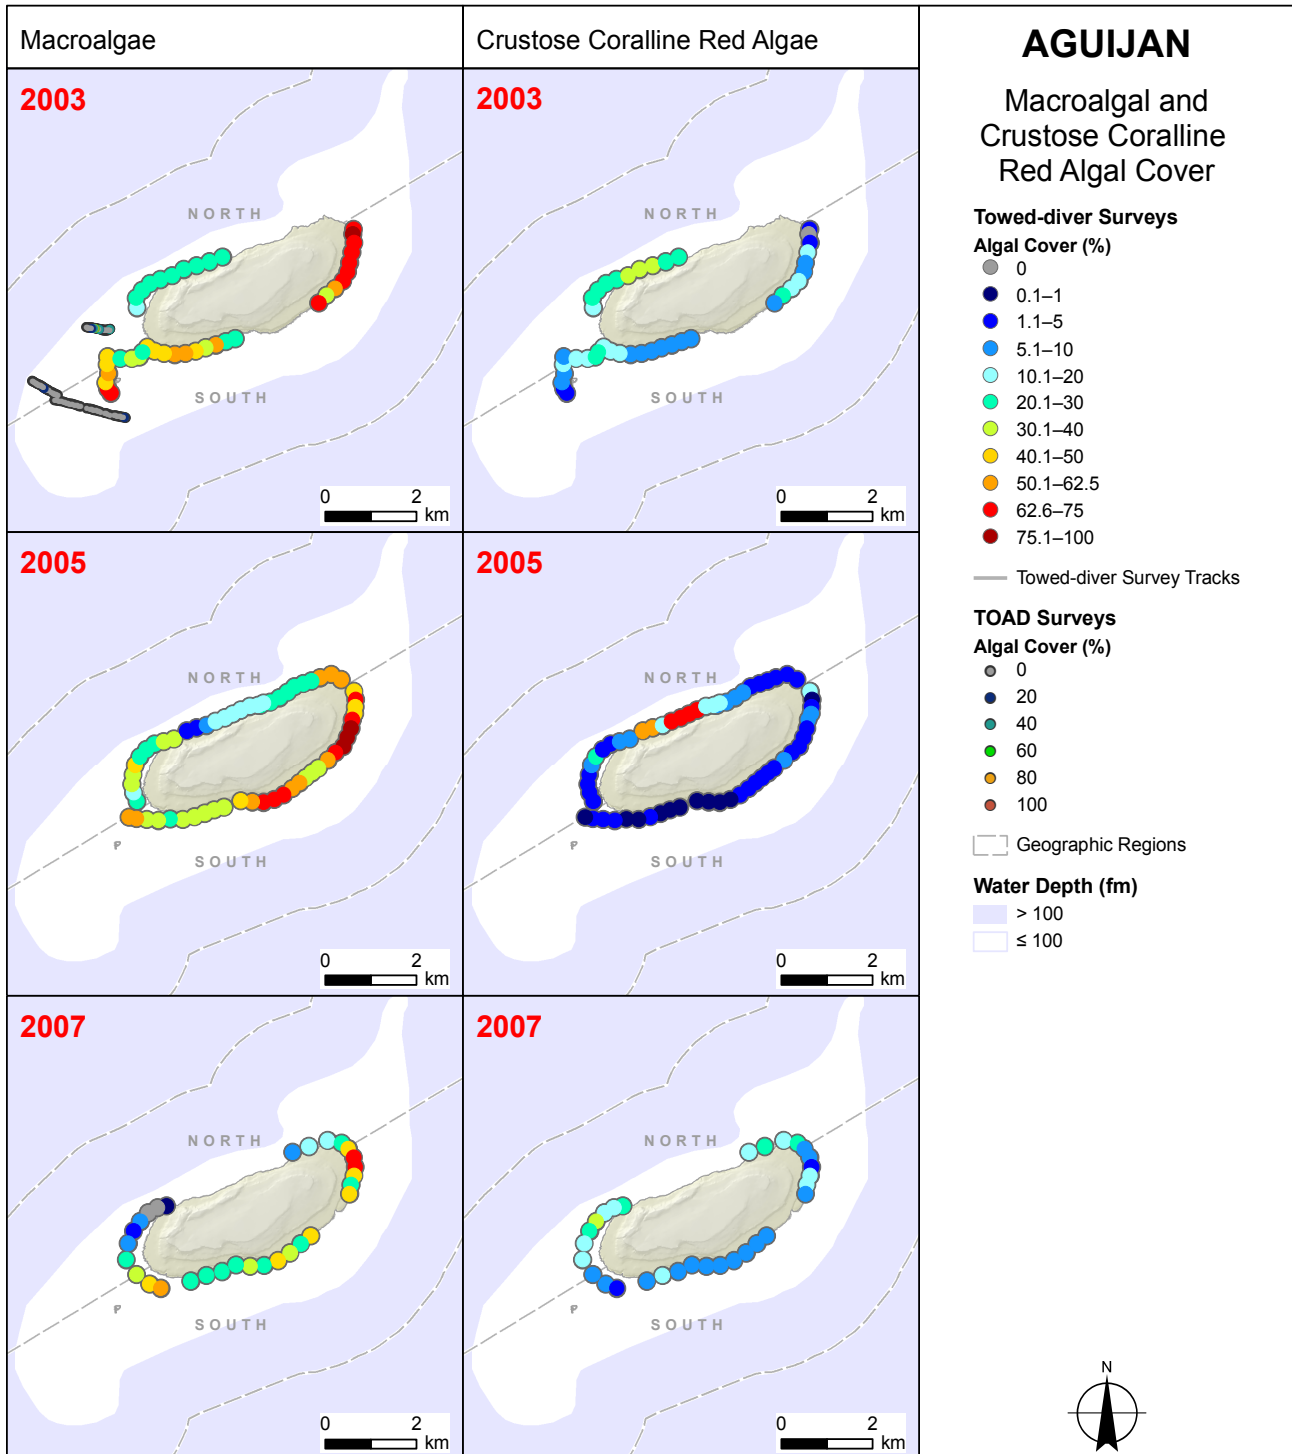 Macroalgae
Crustose Coralline Red Algae
2003
NORTH
SOUTH
0 2
km
2003
NORTH
SOUTH
0 2
km
2005
NORTH
SOUTH
0 2
km
2005
NORTH
SOUTH
0 2
km
2007
NORTH
SOUTH
0 2
km
2007
NORTH
SOUTH
0 2
km
AGUIJAN
Macroalgal and
Crustose Coralline
Red Algal Cover
Towed-diver Surveys
Algal Cover (%)
0
0.1–1
1.1–5
5.1–10
10.1–20
20.1–30
30.1–40
40.1–50
50.1–62.5
62.6–75
75.1–100
Towed-diver Survey Tracks
TOAD Surveys
Algal Cover (%)
0
20
40
60
80
100
Geographic Regions
Water Depth (fm)
> 100
≤ 100
N